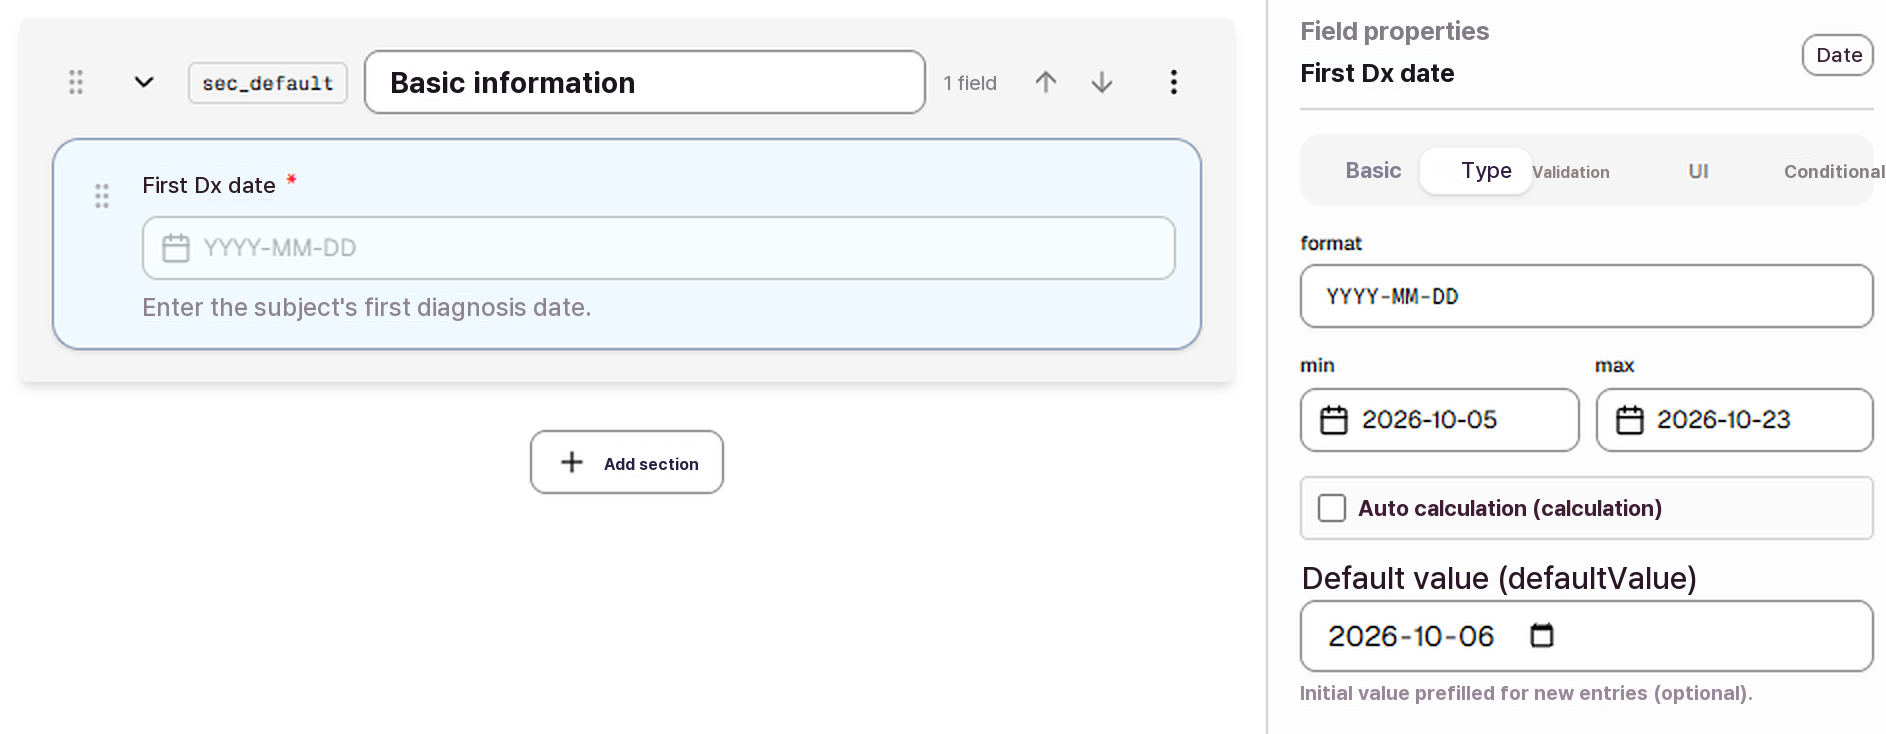 sec_default Basic information 1 field
First Dx date *
YYYY-MM-DD
Enter the subject's first diagnosis date.
Add section
Field properties
First Dx date
Date
Basic Type Validation UI Conditional
format
YYYY-MM-DD
min max
2026-10-05 2026-10-23
Auto calculation (calculation)
Default value (defaultValue)
2026-10-06
Initial value prefilled for new entries (optional).